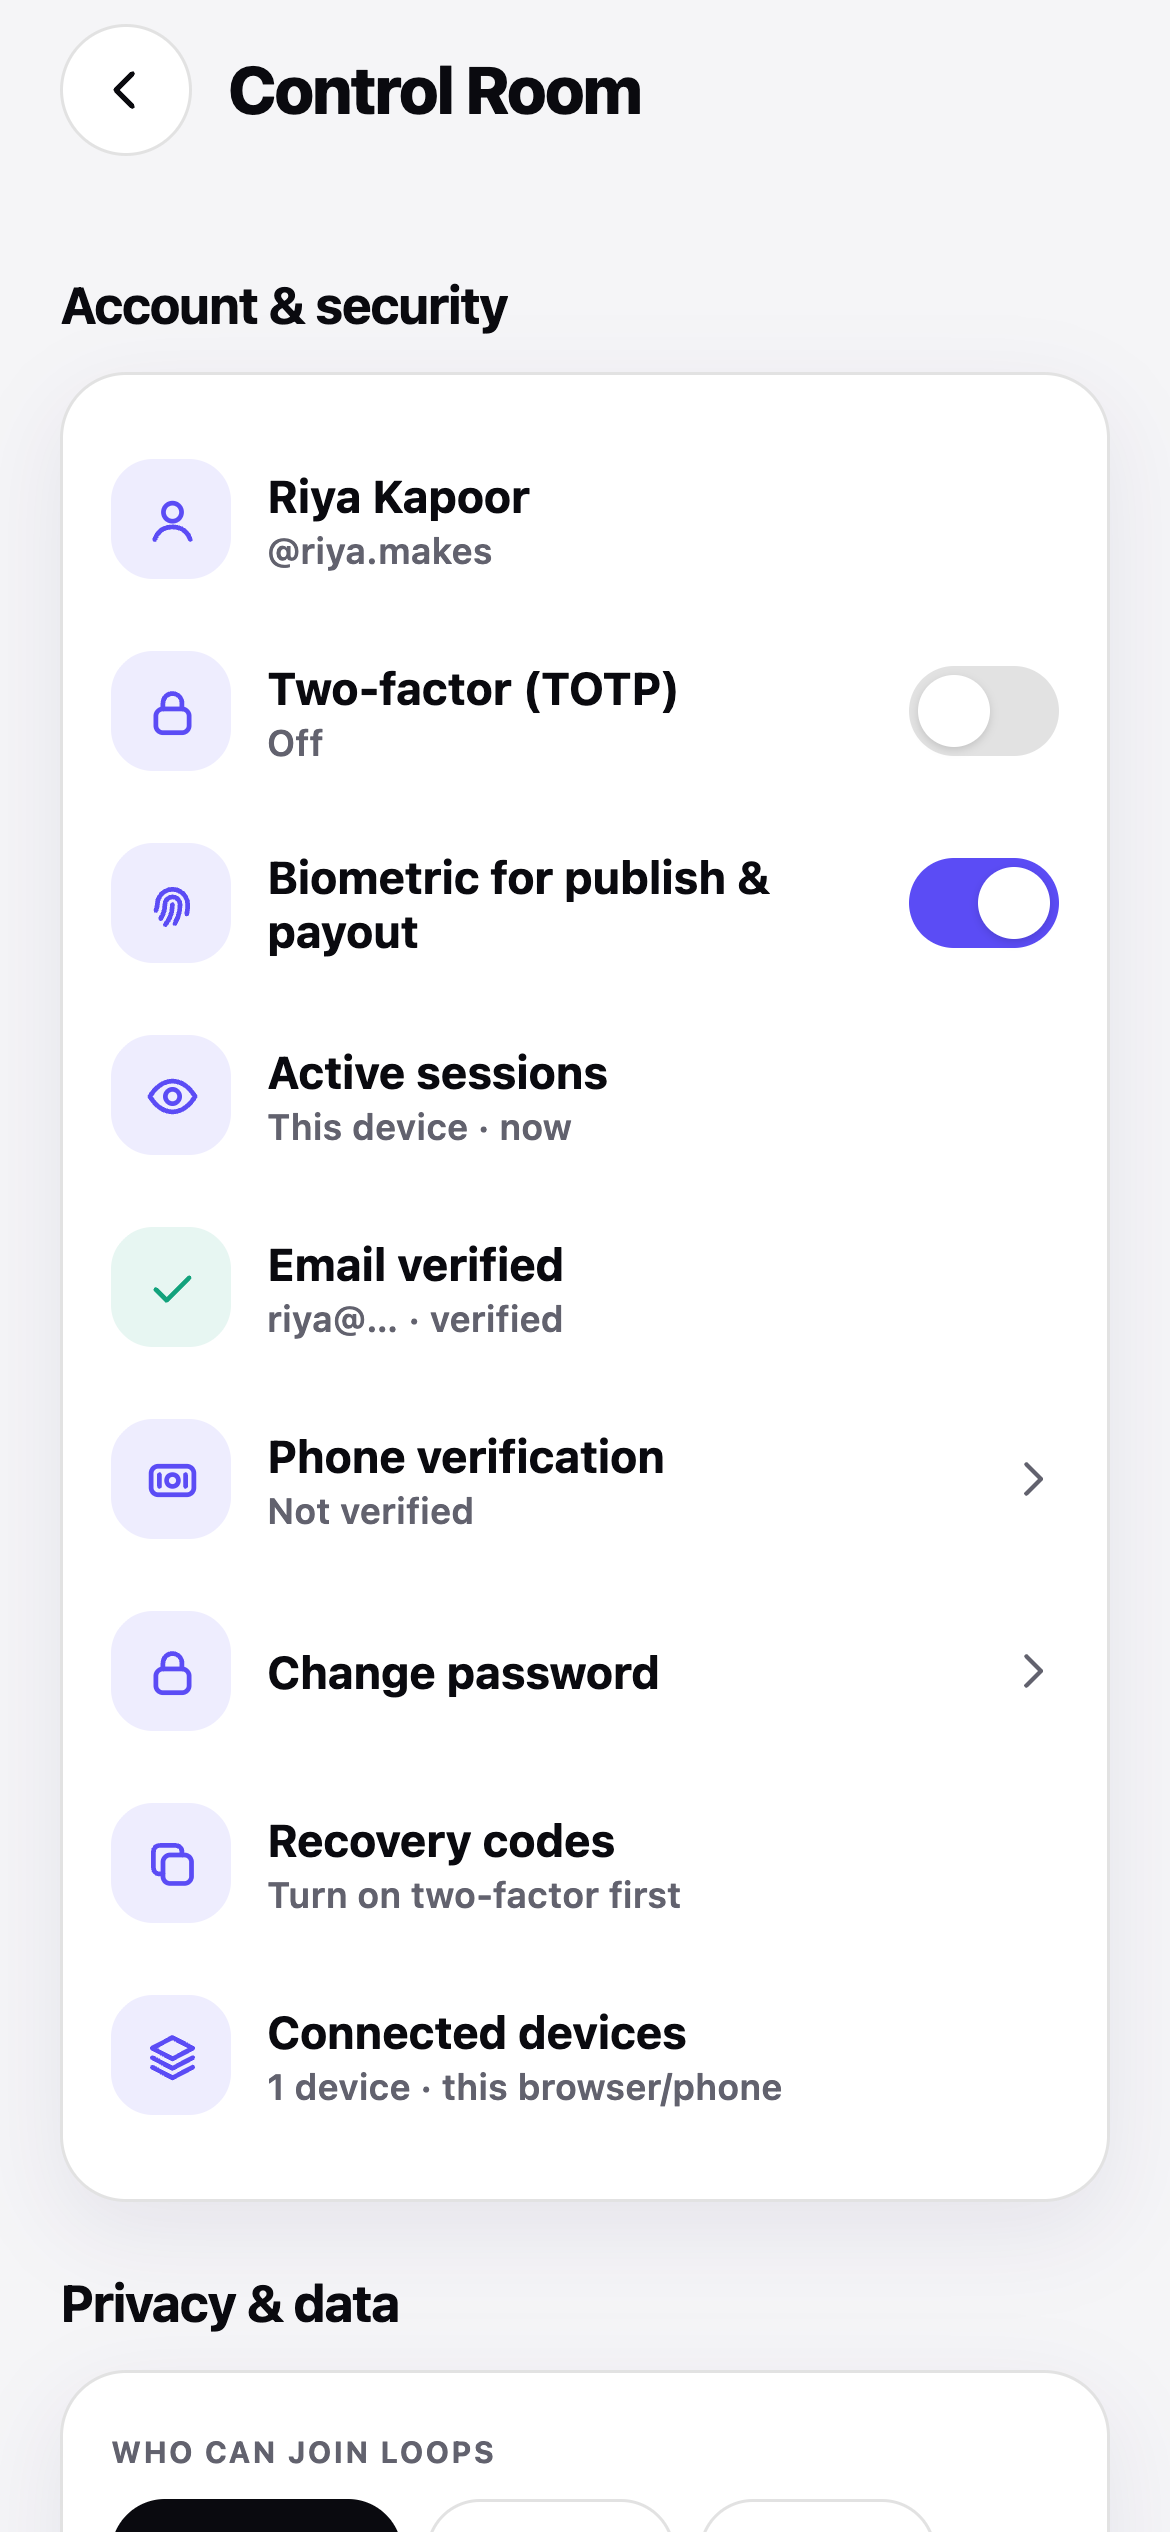 Control Room
Account & security
Riya Kapoor
@riya.makes
Two-factor (TOTP)
Off
Biometric for publish &
payout
Active sessions
This device · now
Email verified
riya@... · verified
Phone verification
Not verified
Change password
Recovery codes
Turn on two-factor first
Connected devices
1 device · this browser/phone
Privacy & data
WHO CAN JOIN LOOPS